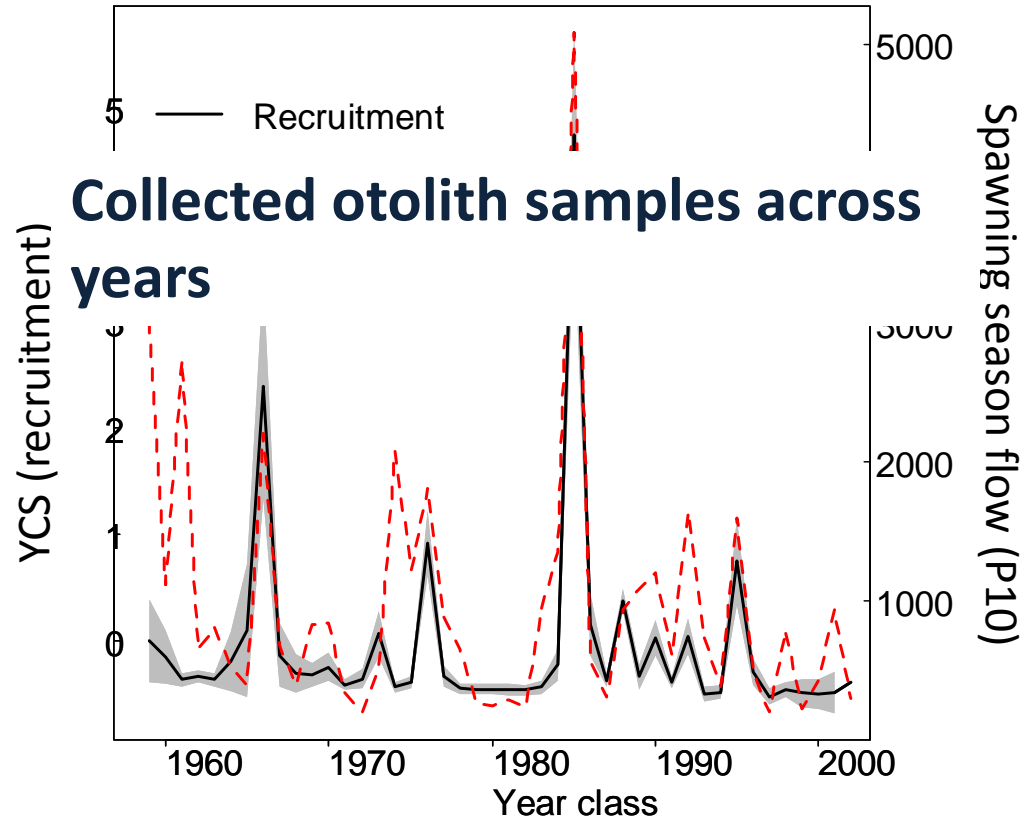 5000
5
Recruitment
Collected otolith samples across
years
3
3000
YCS (recruitment)
Spawning season flow (P10)
2
2000
1
1000
0
1960 1970 1980 1990 2000
Year class